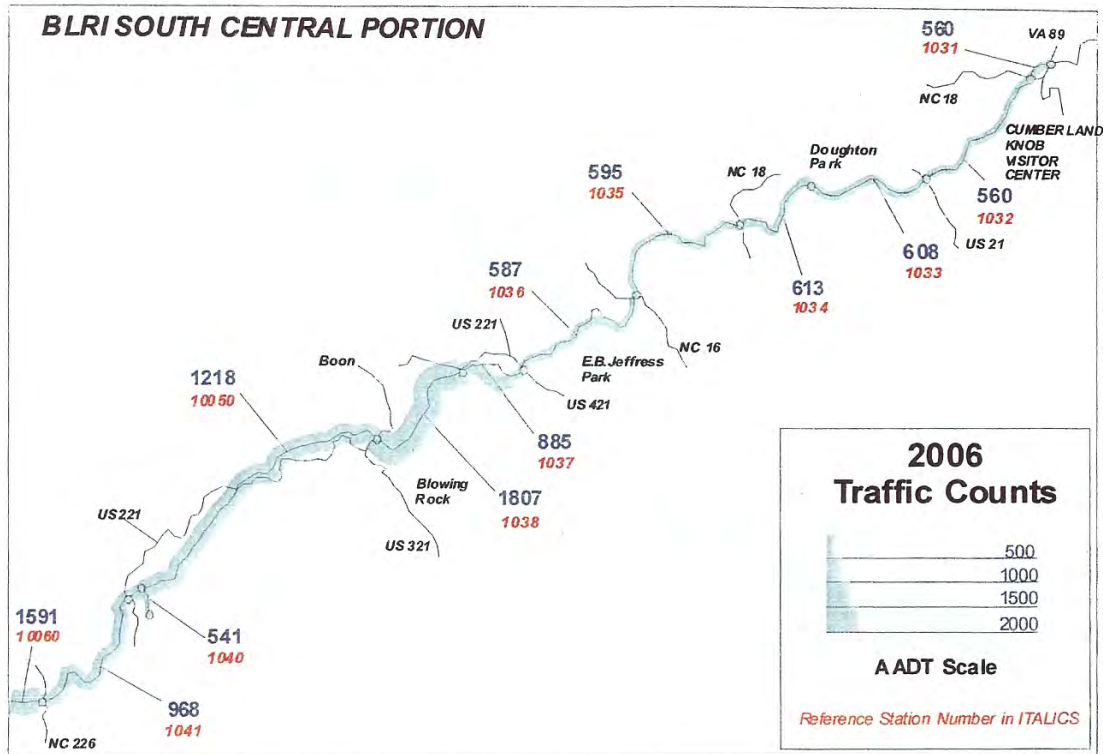 BLRI SOUTH CENTRAL PORTION
560
1031
VA 89
NC 18
CUMBERLAND
KNOB
VISITOR
CENTER
Doughton
Park
NC 18
595
1035
560
1032
US 21
608
1033
613
1034
587
1036
US 221
NC 16
E.B. Jeffress
Park
Boon
US 421
1218
10050
885
1037
Blowing
Rock
1807
1038
US 221
US 321
1591
10060
541
1040
968
1041
NC 226
2006
Traffic Counts
500
1000
1500
2000
AADT Scale
Reference Station Number in ITALICS